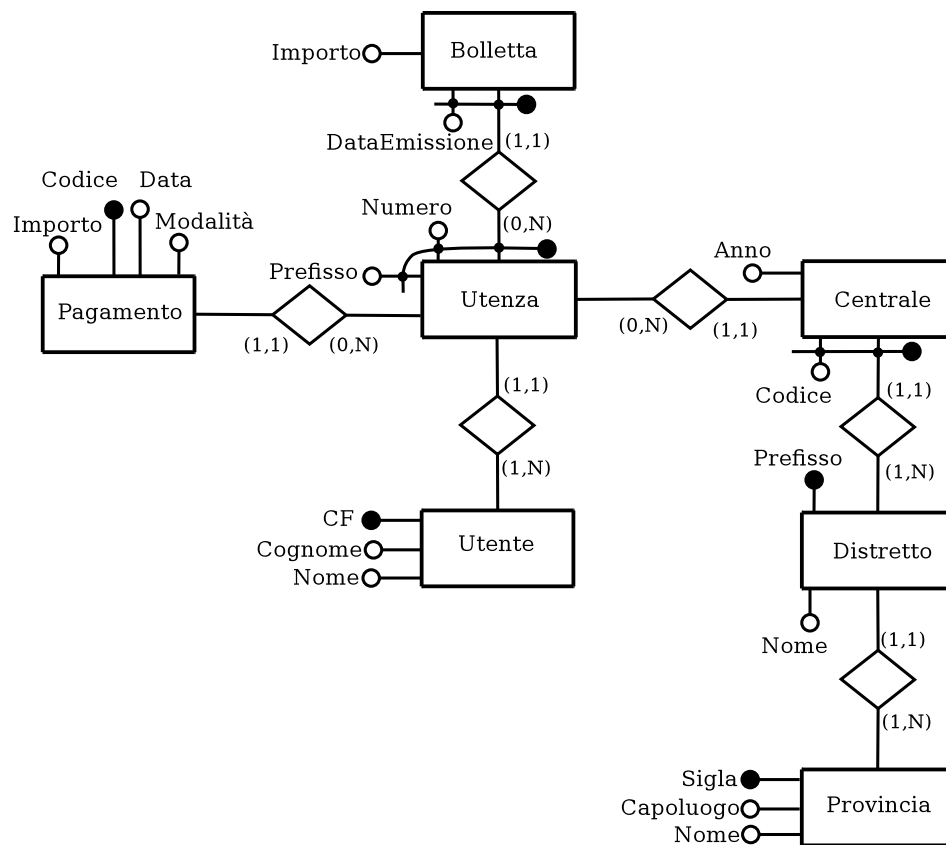 Importo
Bolletta
DataEmissione
(1,1)
Codice
Data
Importo
Modalità
Numero
(0,N)
Prefisso
Anno
Pagamento
Utenza
Centrale
(1,1)
(0,N)
(0,N)
(1,1)
(1,1)
Codice
(1,1)
Prefisso
(1,N)
(1,N)
CF
Cognome
Nome
Utente
Distretto
Nome
(1,1)
(1,N)
Sigla
Capoluogo
Nome
Provincia